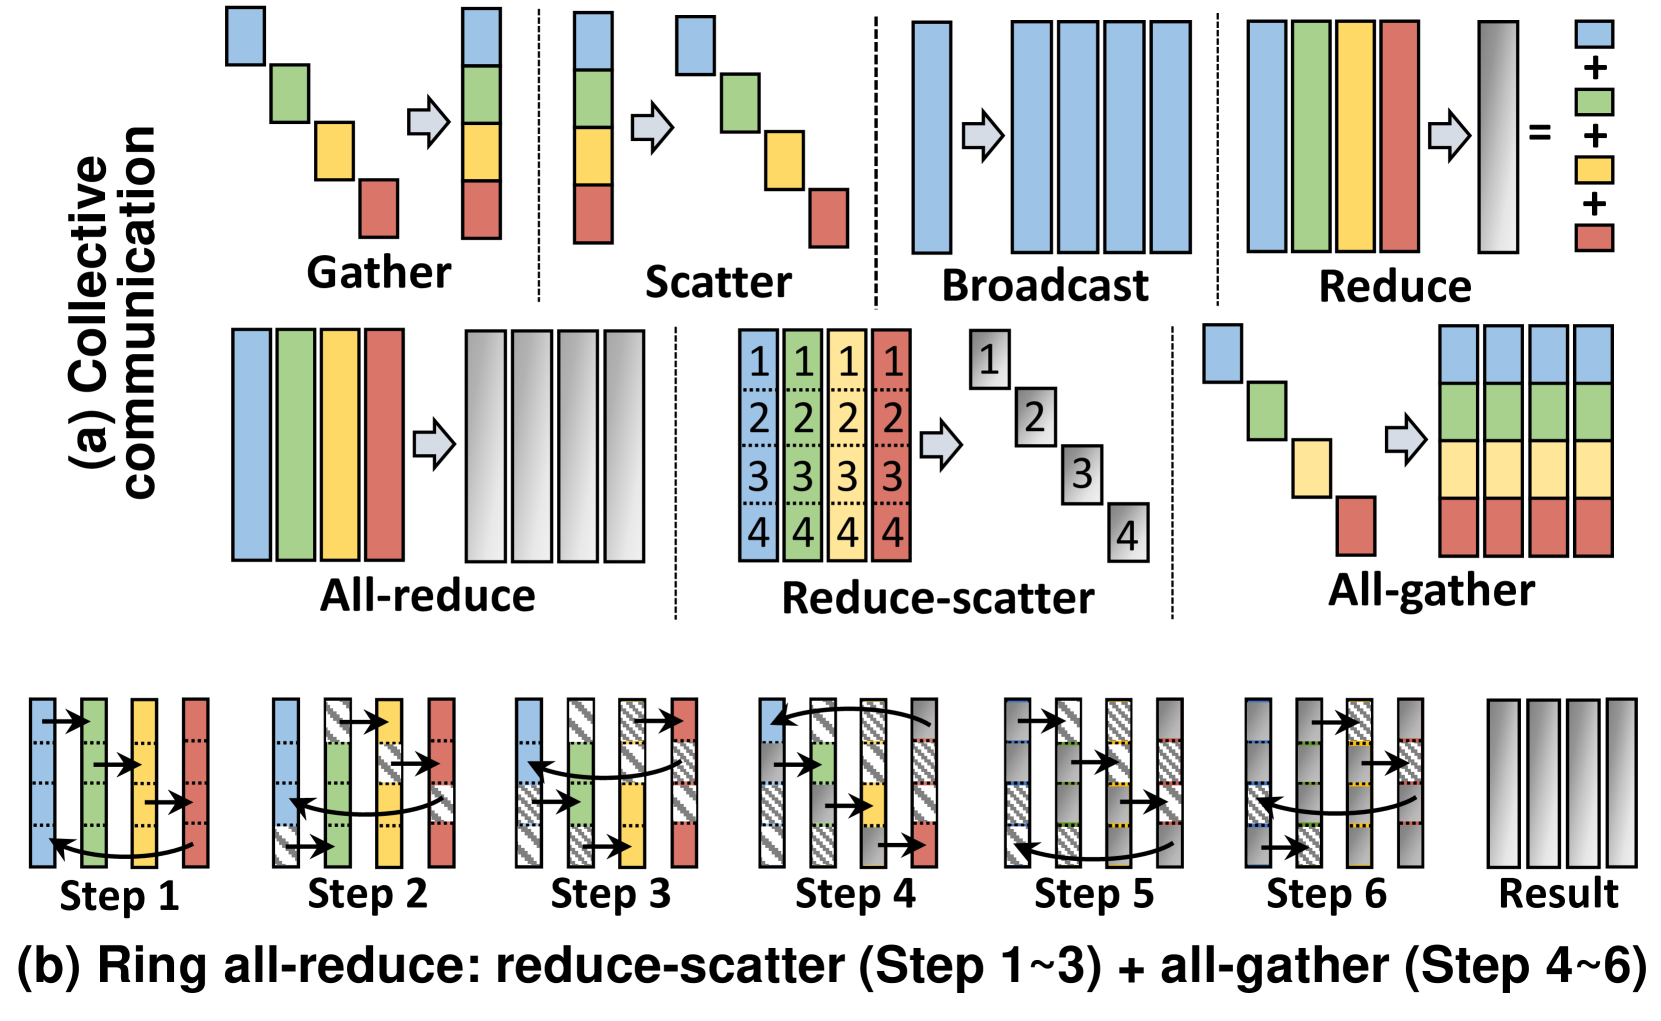 (a) Collective
communication
Gather
Scatter
Broadcast
=
+
+
+
Reduce
All-reduce
1 1 1 1
2 2 2 2
3 3 3 3
4 4 4 4
1
2
3
4
Reduce-scatter
All-gather
Step 1
Step 2
Step 3
Step 4
Step 5
Step 6
Result
(b) Ring all-reduce: reduce-scatter (Step 1~3) + all-gather (Step 4~6)